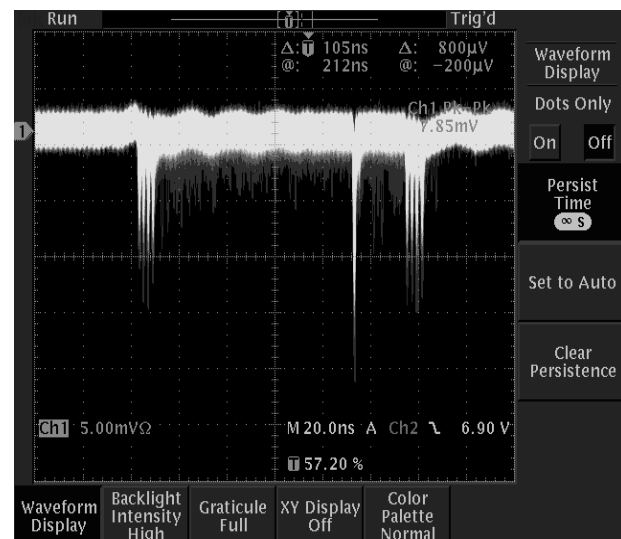 Run
Trig'd
Δ: 105ns Δ: 800μV
@: 212ns @: −200μV
Ch1 Pk–Pk
7.85mV
1
Ch1 5.00mVΩ
M 20.0ns A Ch2 6.90 V
57.20 %
Waveform
Display
Dots Only
On Off
Persist
Time
∞ S
Set to Auto
Clear
Persistence
Waveform
Display
Backlight
Intensity
High
Graticule
Full
XY Display
Off
Color
Palette
Normal